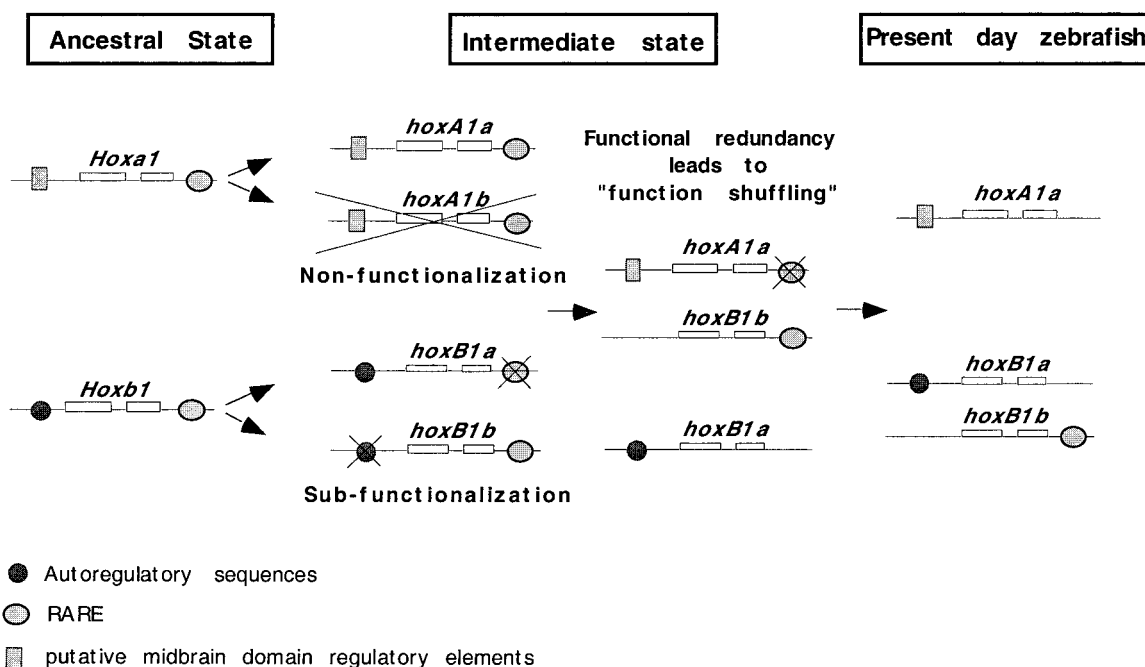 Ancestral State
Intermediate state
Present day zebrafish
Hoxa1
hoxA1a
hoxA1b
Non-functionalization
Hoxb1
hoxB1a
hoxB1b
Sub-functionalization
Functional redundancy
leads to
"function shuffling"
hoxA1a
hoxB1b
hoxB1a
hoxA1a
hoxB1a
hoxB1b
Autoregulatory sequences
RARE
putative midbrain domain regulatory elements